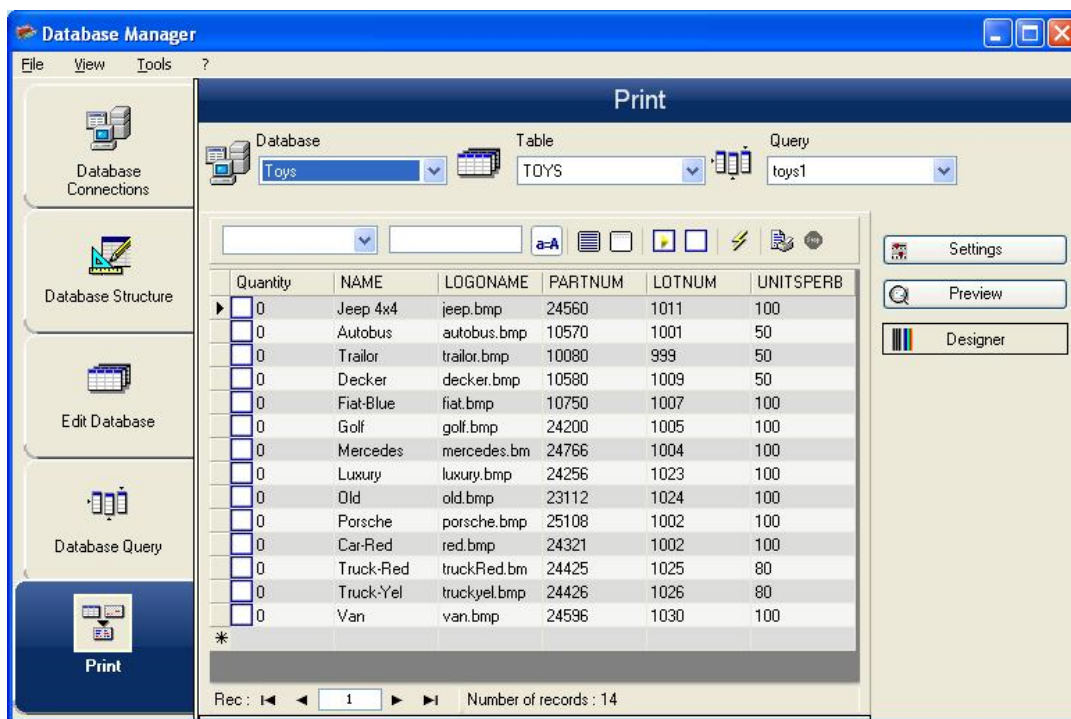 Database Manager
File View Tools ?
Print
Database Table Query
Toys TOYS toys1
Database
Connections
Database Structure
Edit Database
Database Query
Print
a=A
Settings
Preview
Designer
Quantity NAME LOGONAME PARTNUM LOTNUM UNITSPERB
0 Jeep 4x4 jeep.bmp 24560 1011 100
0 Autobus autobus.bmp 10570 1001 50
0 Trailor trailor.bmp 10080 999 50
0 Decker decker.bmp 10580 1009 50
0 Fiat-Blue fiat.bmp 10750 1007 100
0 Golf golf.bmp 24200 1005 100
0 Mercedes mercedes.bm 24766 1004 100
0 Luxury luxury.bmp 24256 1023 100
0 Old old.bmp 23112 1024 100
0 Porsche porsche.bmp 25108 1002 100
0 Car-Red red.bmp 24321 1002 100
0 Truck-Red truckRed.bm 24425 1025 80
0 Truck-Yel truckyel.bmp 24426 1026 80
0 Van van.bmp 24596 1030 100
Rec : 1 Number of records : 14